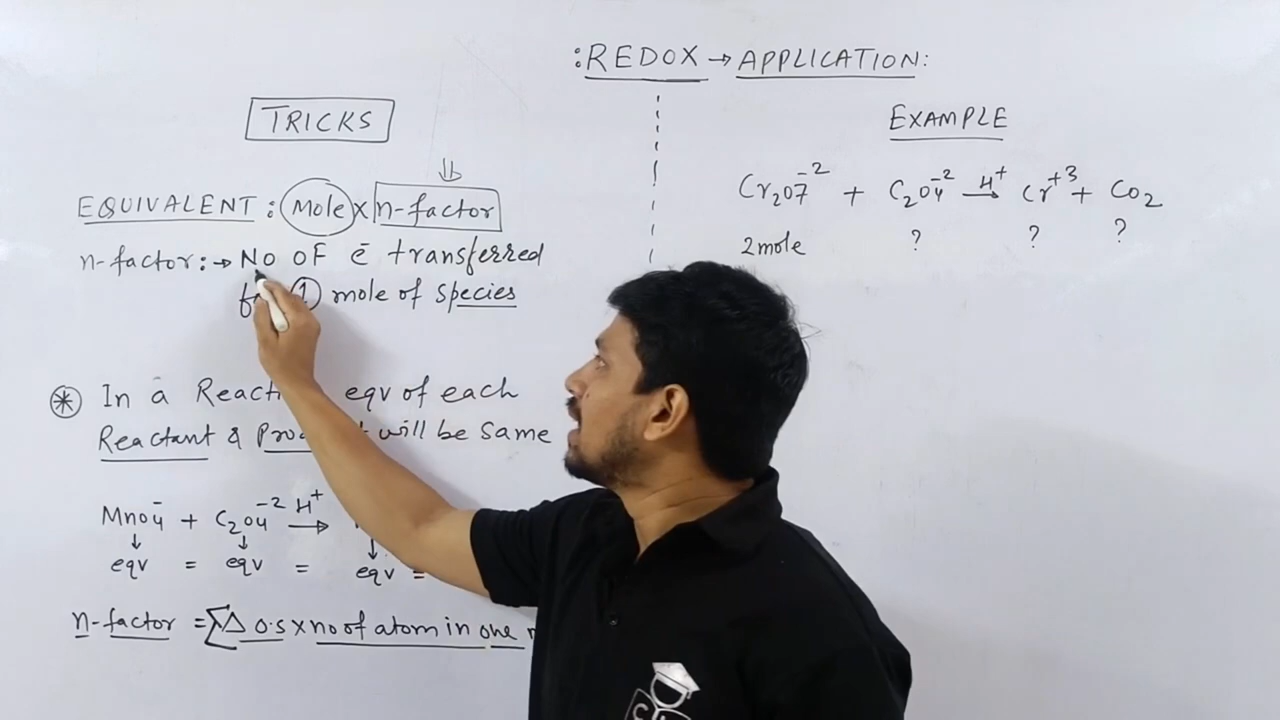 :REDOX → APPLICATION:
TRICKS
EQUIVALENT : Mole x n-factor
n-factor: → No OF ē transferred
1 mole of species
In a eqv of each
Reactant & will be same
MnO4⁻ + C2O4⁻² H⁺ →
eqv = eqv = eqv =
n-factor = ΣΔ O.S x no of atom in one
EXAMPLE
Cr2O7⁻² + C2O4⁻² H⁺ → Cr⁺³ + CO2
2mole ? ? ?